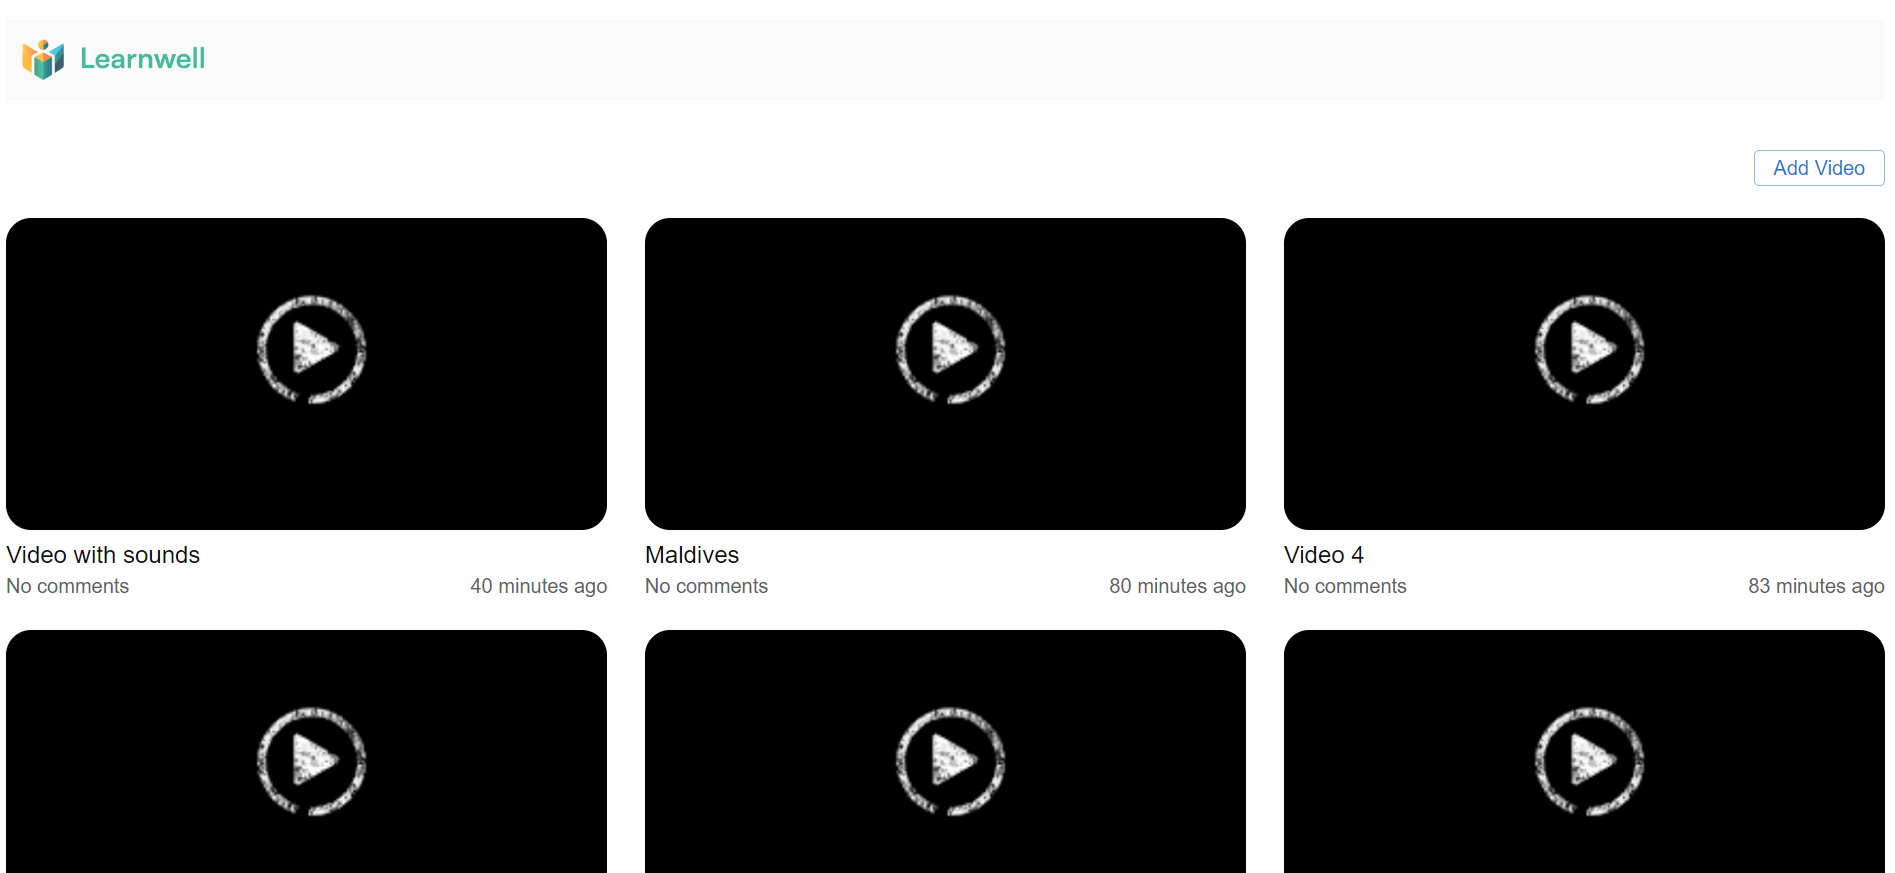 Learnwell
Add Video
Video with sounds
No comments
40 minutes ago
Maldives
No comments
80 minutes ago
Video 4
No comments
83 minutes ago